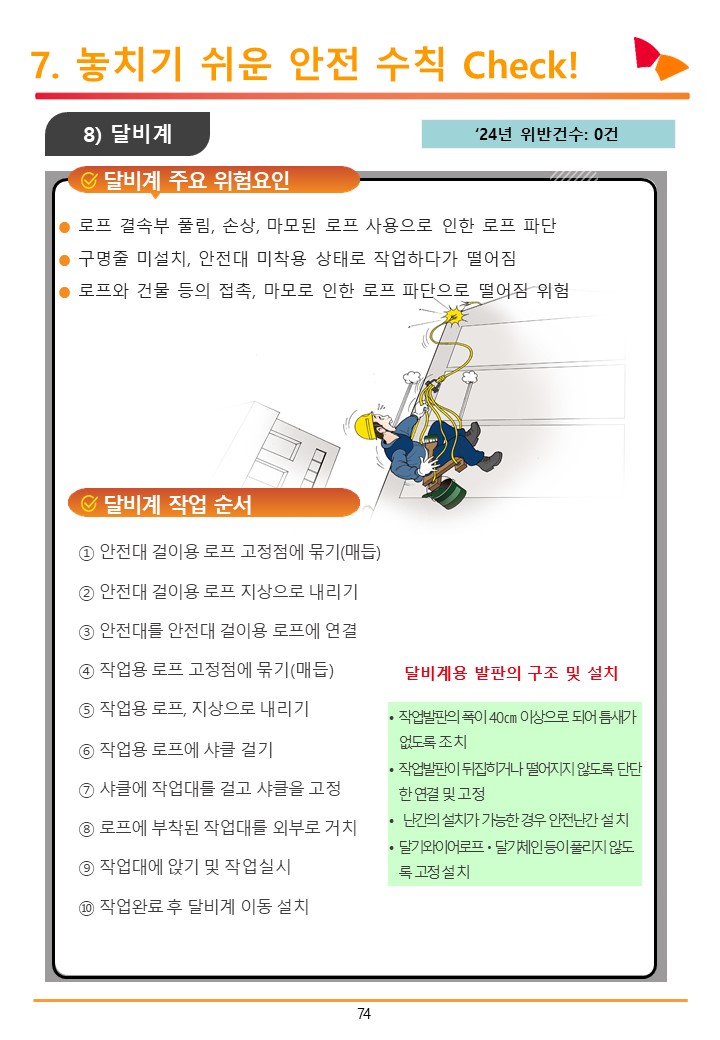 7. 놓치기 쉬운 안전 수칙 Check!
8) 달비계
‘24년 위반건수: 0건
달비계 주요 위험요인
● 로프 결속부 풀림, 손상, 마모된 로프 사용으로 인한 로프 파단
● 구명줄 미설치, 안전대 미착용 상태로 작업하다가 떨어짐
● 로프와 건물 등의 접촉, 마모로 인한 로프 파단으로 떨어짐 위험
달비계 작업 순서
① 안전대 걸이용 로프 고정점에 묶기(매듭)
② 안전대 걸이용 로프 지상으로 내리기
③ 안전대를 안전대 걸이용 로프에 연결
④ 작업용 로프 고정점에 묶기(매듭)
⑤ 작업용 로프, 지상으로 내리기
⑥ 작업용 로프에 샤클 걸기
⑦ 샤클에 작업대를 걸고 샤클을 고정
⑧ 로프에 부착된 작업대를 외부로 거치
⑨ 작업대에 앉기 및 작업실시
⑩ 작업완료 후 달비계 이동 설치
달비계용 발판의 구조 및 설치
• 작업발판의 폭이 40㎝ 이상으로 되어 틈새가
없도록 조치
• 작업발판이 뒤집히거나 떨어지지 않도록 단단
한 연결 및 고정
• 난간의 설치가 가능한 경우 안전난간 설치
• 달기와이어로프・달기체인 등이 풀리지 않도
록 고정 설치
74